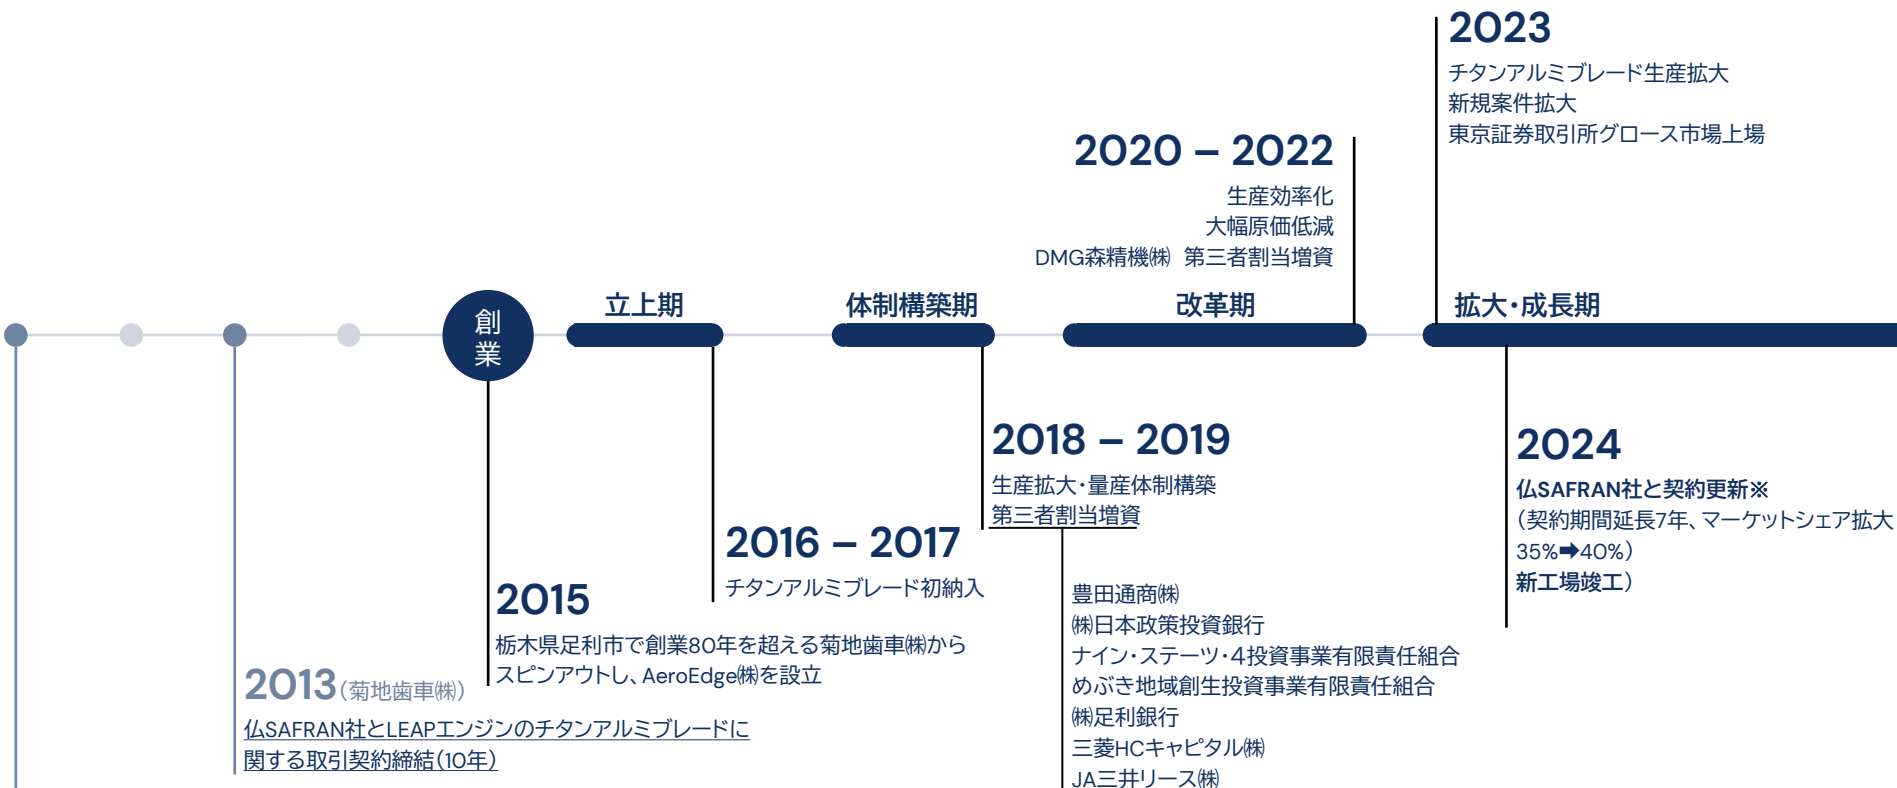 2023
チタンアルミブレード生産拡大
新規案件拡大
東京証券取引所グロース市場上場
2020 – 2022
生産効率化
大幅原価低減
DMG森精機㈱ 第三者割当増資
創
業
立上期
体制構築期
改革期
拡大・成長期
2013（菊地歯車㈱）
仏SAFRAN社とLEAPエンジンのチタンアルミブレードに
関する取引契約締結（10年）
2015
栃木県足利市で創業80年を超える菊地歯車㈱から
スピンアウトし、AeroEdge㈱を設立
2016 – 2017
チタンアルミブレード初納入
2018 – 2019
生産拡大・量産体制構築
第三者割当増資
豊田通商㈱
㈱日本政策投資銀行
ナイン・ステーツ・4投資事業有限責任組合
めぶき地域創生投資事業有限責任組合
㈱足利銀行
三菱HCキャピタル㈱
JA三井リース㈱
2024
仏SAFRAN社と契約更新※
（契約期間延長7年、マーケットシェア拡大
35%➡40%）
新工場竣工）